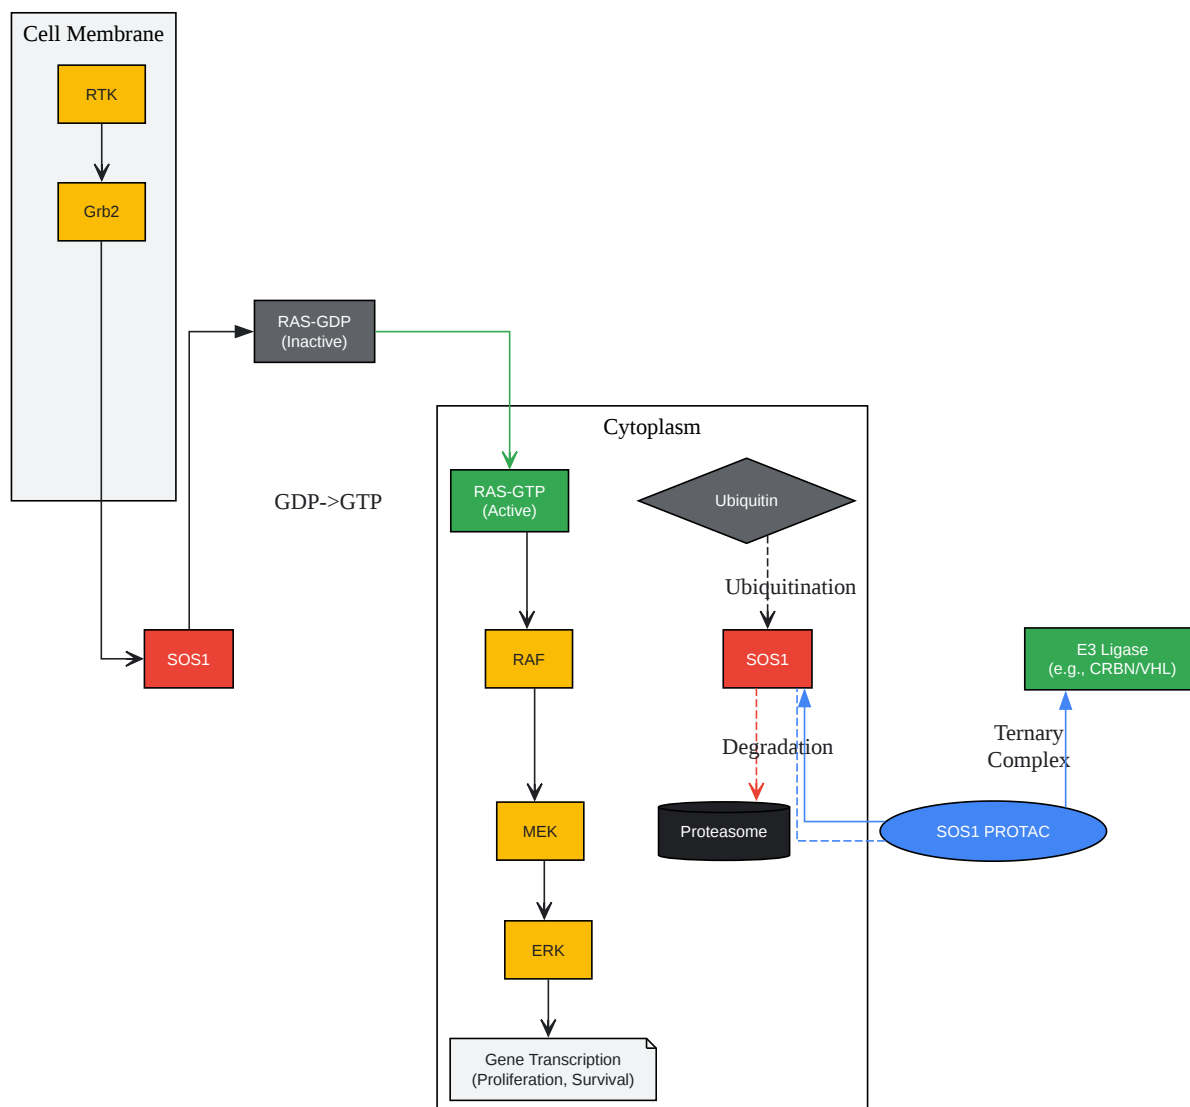 Cell Membrane
RTK
Grb2
RAS-GDP
(Inactive)
GDP->GTP
SOS1
Cytoplasm
RAS-GTP
(Active)
Ubiquitin
Ubiquitination
RAF
SOS1
E3 Ligase
(e.g., CRBN/VHL)
Degradation
Ternary
Complex
MEK
Proteasome
SOS1 PROTAC
ERK
Gene Transcription
(Proliferation, Survival)